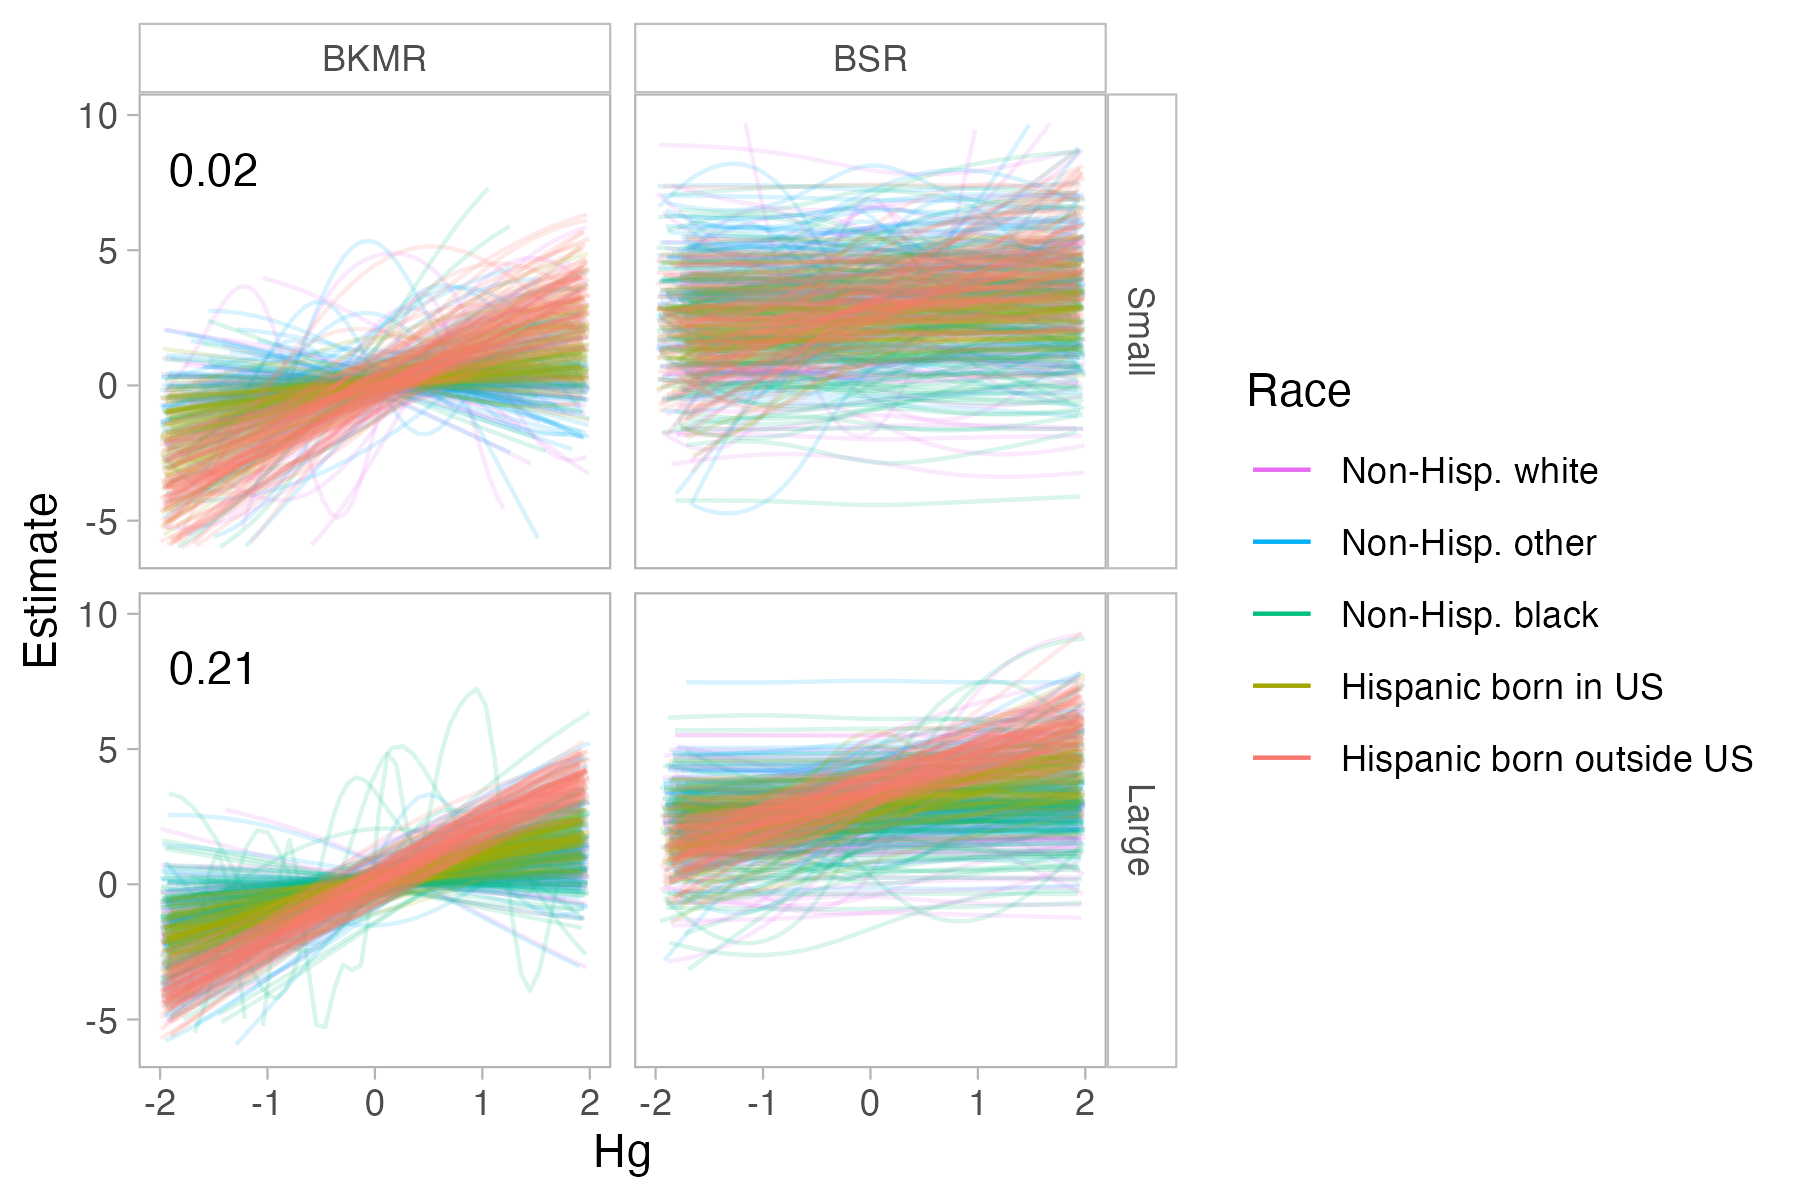 BKMR
BSR
10
5
0
-5
0.02
Small
10
5
0
-5
0.21
Large
-2
-1
0
1
2
-2
-1
0
1
2
Hg
Estimate
Race
Non-Hisp. white
Non-Hisp. other
Non-Hisp. black
Hispanic born in US
Hispanic born outside US